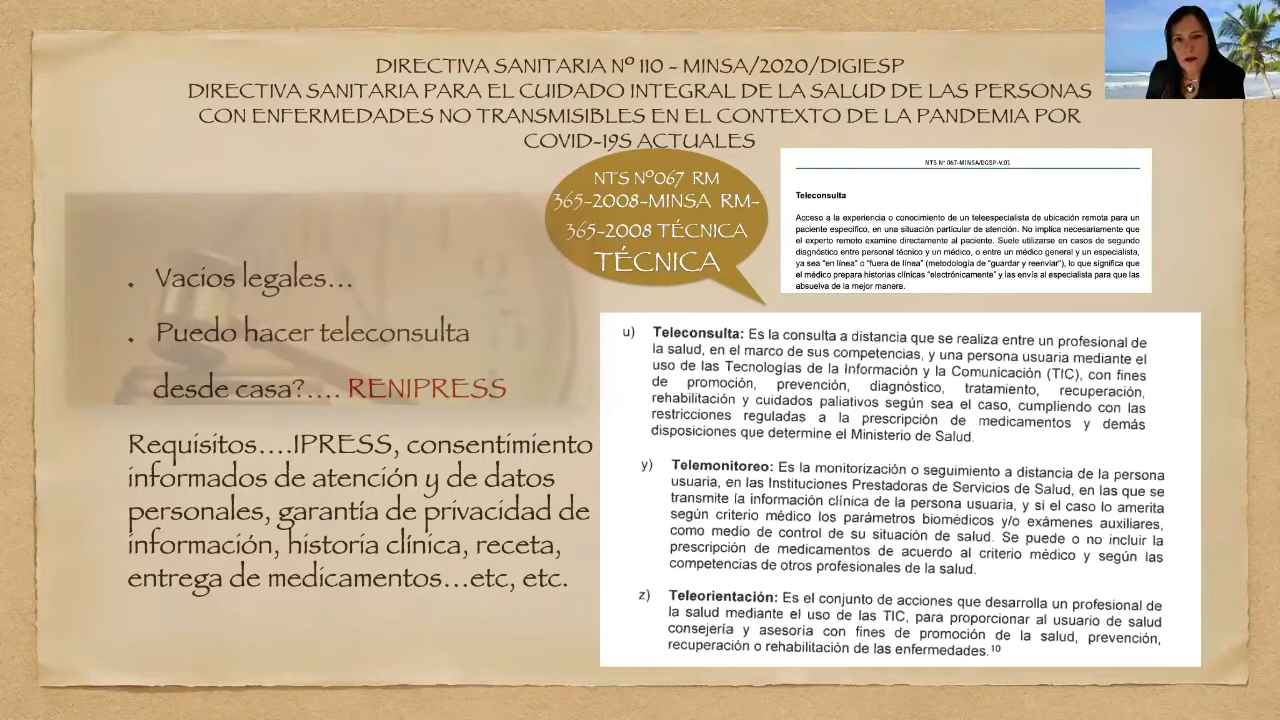 DIRECTIVA SANITARIA Nº 110 - MINSA/2020/DIGIESP
DIRECTIVA SANITARIA PARA EL CUIDADO INTEGRAL DE LA SALUD DE LAS PERSONAS
CON ENFERMEDADES NO TRANSMISIBLES EN EL CONTEXTO DE LA PANDEMIA POR
COVID-19S ACTUALES
NTS Nº067 RM
365-2008-MINSA RM-
365-2008 TÉCNICA
TÉCNICA
NTS Nº 067-MINSA/DGSP-V.01
Teleconsulta
Acceso a la experiencia o conocimiento de un teleespecialista de ubicación remota para un
paciente específico, en una situación particular de atención. No implica necesariamente que
el experto remoto examine directamente al paciente. Suele utilizarse en casos de segundo
diagnóstico entre personal técnico y un médico, o entre un médico general y un especialista,
ya sea "en línea" o "fuera de línea" (metodología de "guardar y reenviar"), lo que significa que
el médico prepara historias clínicas "electrónicamente" y las envía al especialista para que las
absuelva de la mejor manera.
• Vacios legales...
• Puedo hacer teleconsulta
desde casa?.... RENIPRESS
Requisitos....IPRESS, consentimiento
informados de atención y de datos
personales, garantía de privacidad de
información, historia clínica, receta,
entrega de medicamentos...etc, etc.
u) Teleconsulta: Es la consulta a distancia que se realiza entre un profesional de
la salud, en el marco de sus competencias, y una persona usuaria mediante el
uso de las Tecnologías de la Información y la Comunicación (TIC), con fines
de promoción, prevención, diagnóstico, tratamiento, recuperación,
rehabilitación y cuidados paliativos según sea el caso, cumpliendo con las
restricciones reguladas a la prescripción de medicamentos y demás
disposiciones que determine el Ministerio de Salud.
y) Telemonitoreo: Es la monitorización o seguimiento a distancia de la persona
usuaria, en las Instituciones Prestadoras de Servicios de Salud, en las que se
transmite la información clínica de la persona usuaria, y si el caso lo amerita
según criterio médico los parámetros biomédicos y/o exámenes auxiliares,
como medio de control de su situación de salud. Se puede o no incluir la
prescripción de medicamentos de acuerdo al criterio médico y según las
competencias de otros profesionales de la salud.
z) Teleorientación: Es el conjunto de acciones que desarrolla un profesional de
la salud mediante el uso de las TIC, para proporcionar al usuario de salud
consejería y asesoría con fines de promoción de la salud, prevención,
recuperación o rehabilitación de las enfermedades.¹⁰